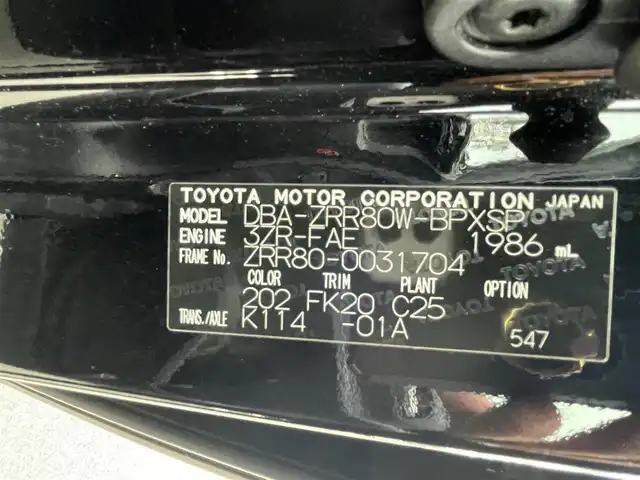 TOYOTA MOTOR CORPORATION JAPAN
MODEL DBA-ZRR80W-BPXSP
ENGINE 3ZR-FAE 1986 mL
FRAME No. ZRR80-0031704
COLOR TRIM PLANT OPTION
202 FK20 C25
TRANS./AXLE K114 -01A
547